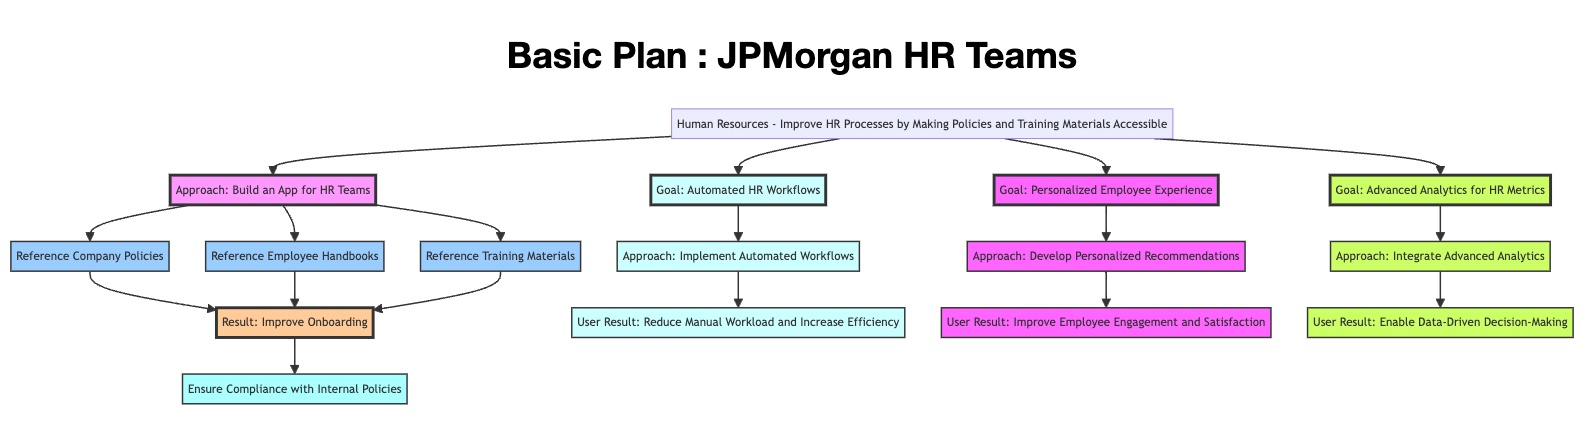 Basic Plan : JPMorgan HR Teams
Human Resources - Improve HR Processes by Making Policies and Training Materials Accessible
Approach: Build an App for HR Teams
Goal: Automated HR Workflows
Goal: Personalized Employee Experience
Goal: Advanced Analytics for HR Metrics
Reference Company Policies
Reference Employee Handbooks
Reference Training Materials
Approach: Implement Automated Workflows
Approach: Develop Personalized Recommendations
Approach: Integrate Advanced Analytics
Result: Improve Onboarding
User Result: Reduce Manual Workload and Increase Efficiency
User Result: Improve Employee Engagement and Satisfaction
User Result: Enable Data-Driven Decision-Making
Ensure Compliance with Internal Policies